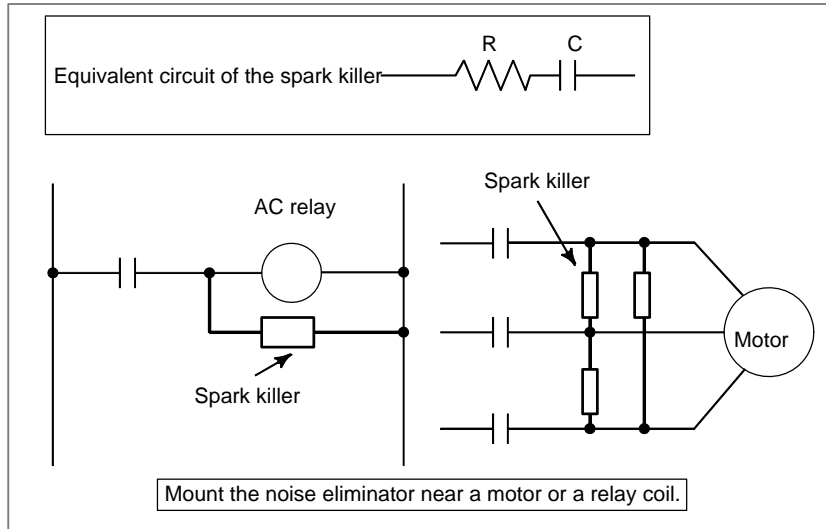 R C
Equivalent circuit of the spark killer
Spark killer
AC relay
Motor
Spark killer
Mount the noise eliminator near a motor or a relay coil.